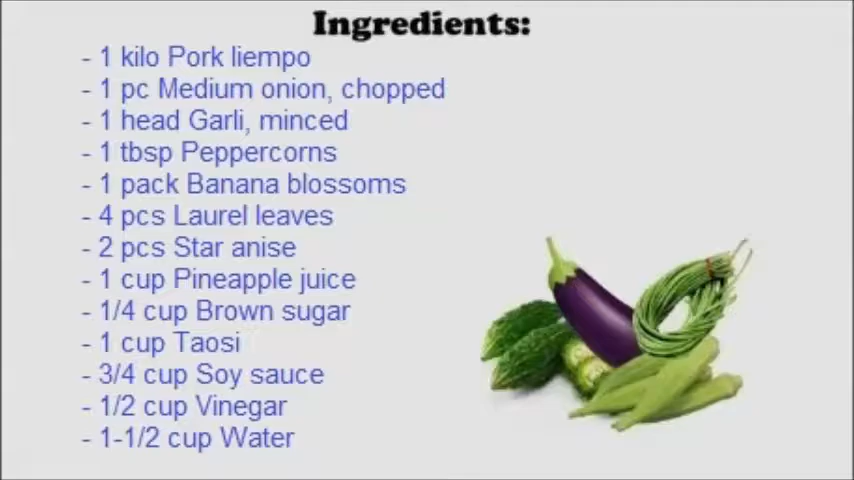 Ingredients:
- 1 kilo Pork liempo
- 1 pc Medium onion, chopped
- 1 head Garli, minced
- 1 tbsp Peppercorns
- 1 pack Banana blossoms
- 4 pcs Laurel leaves
- 2 pcs Star anise
- 1 cup Pineapple juice
- 1/4 cup Brown sugar
- 1 cup Taosi
- 3/4 cup Soy sauce
- 1/2 cup Vinegar
- 1-1/2 cup Water